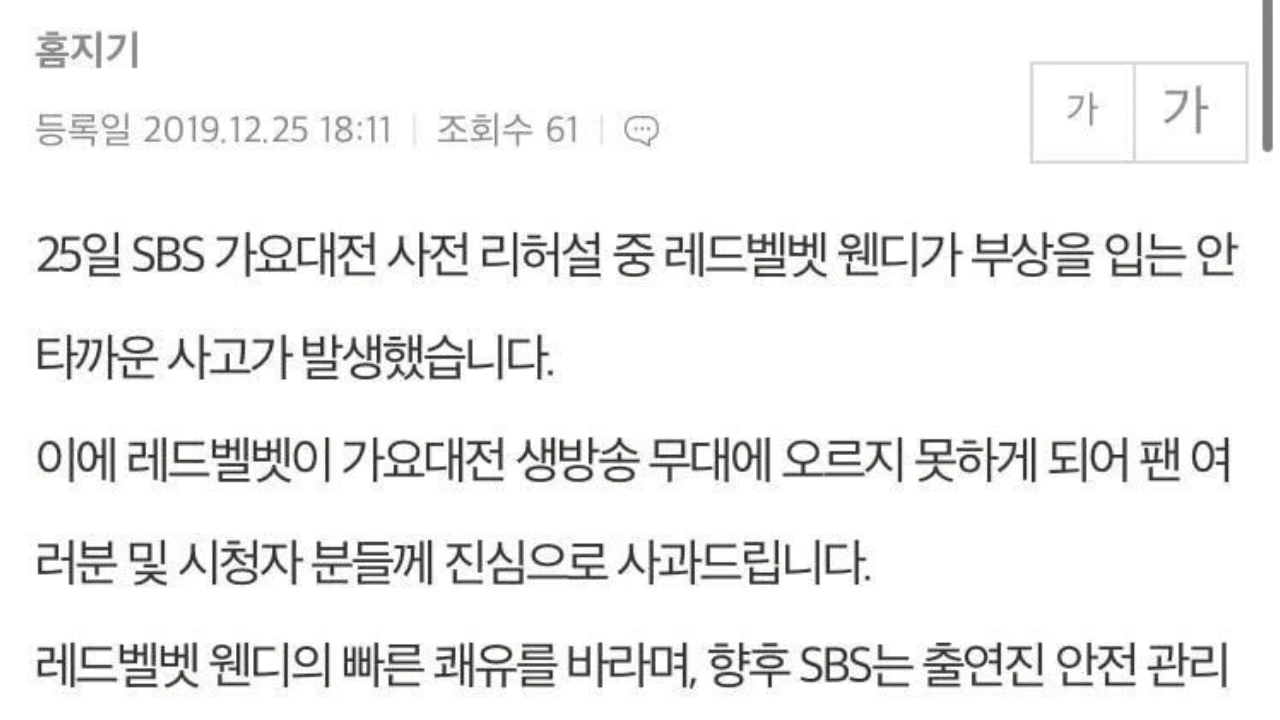 홈지기
등록일 2019.12.25 18:11 조회수 61
가 가
25일 SBS 가요대전 사전 리허설 중 레드벨벳 웬디가 부상을 입는 안
타까운 사고가 발생했습니다.
이에 레드벨벳이 가요대전 생방송 무대에 오르지 못하게 되어 팬 여
러분 및 시청자 분들께 진심으로 사과드립니다.
레드벨벳 웬디의 빠른 쾌유를 바라며, 향후 SBS는 출연진 안전 관리